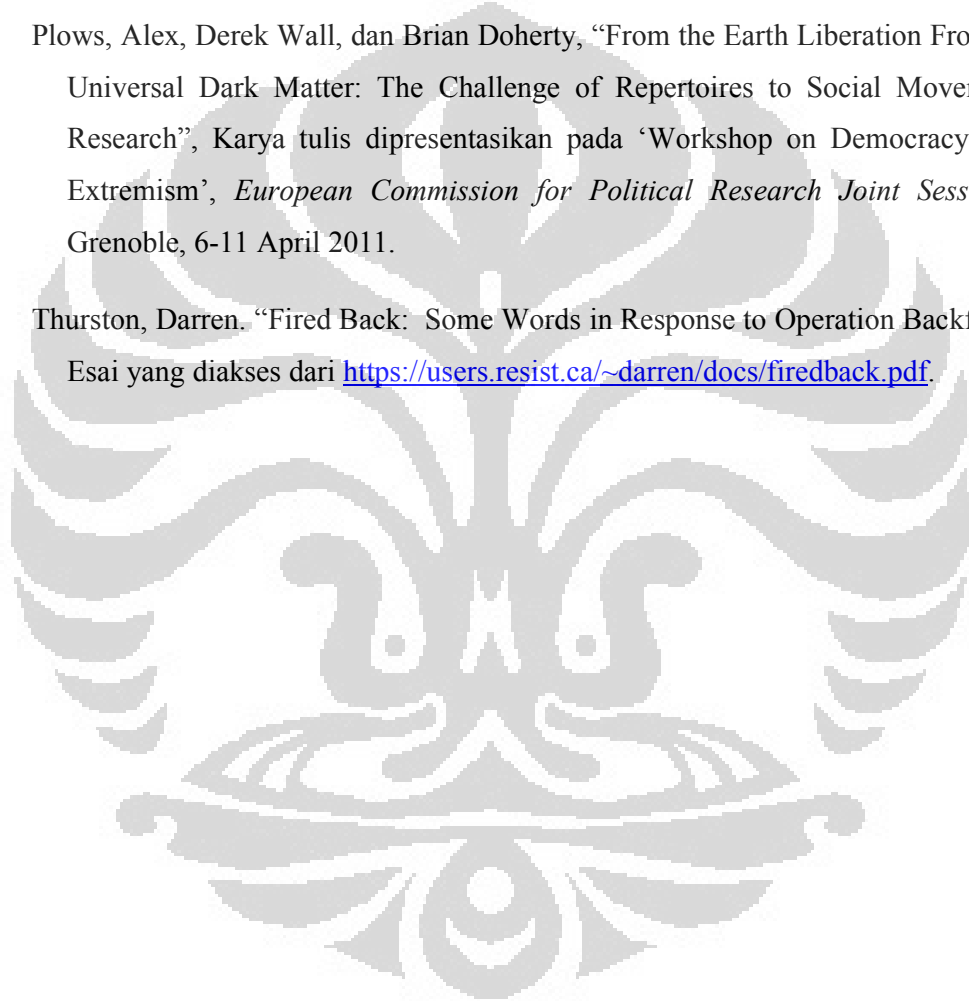 Plows, Alex, Derek Wall, dan Brian Doherty, “From the Earth Liberation Fro
Universal Dark Matter: The Challenge of Repertoires to Social Mover
Research”, Karya tulis dipresentasikan pada ‘Workshop on Democracy
Extremism’, European Commission for Political Research Joint Sess
Grenoble, 6-11 April 2011.
Thurston, Darren. “Fired Back: Some Words in Response to Operation Backf
Esai yang diakses dari https://users.resist.ca/~darren/docs/firedback.pdf.